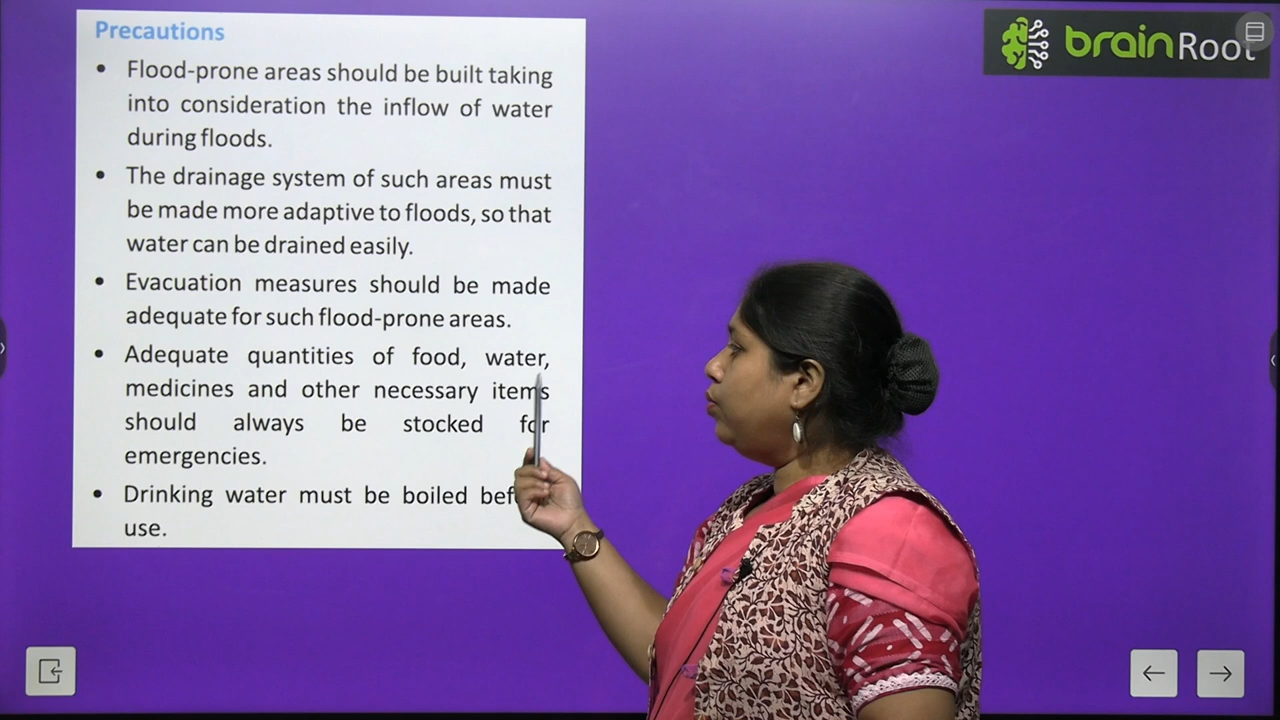 Precautions
• Flood-prone areas should be built taking
into consideration the inflow of water
during floods.
• The drainage system of such areas must
be made more adaptive to floods, so that
water can be drained easily.
• Evacuation measures should be made
adequate for such flood-prone areas.
• Adequate quantities of food, water,
medicines and other necessary items
should always be stocked for
emergencies.
• Drinking water must be boiled
use.
brainRoot